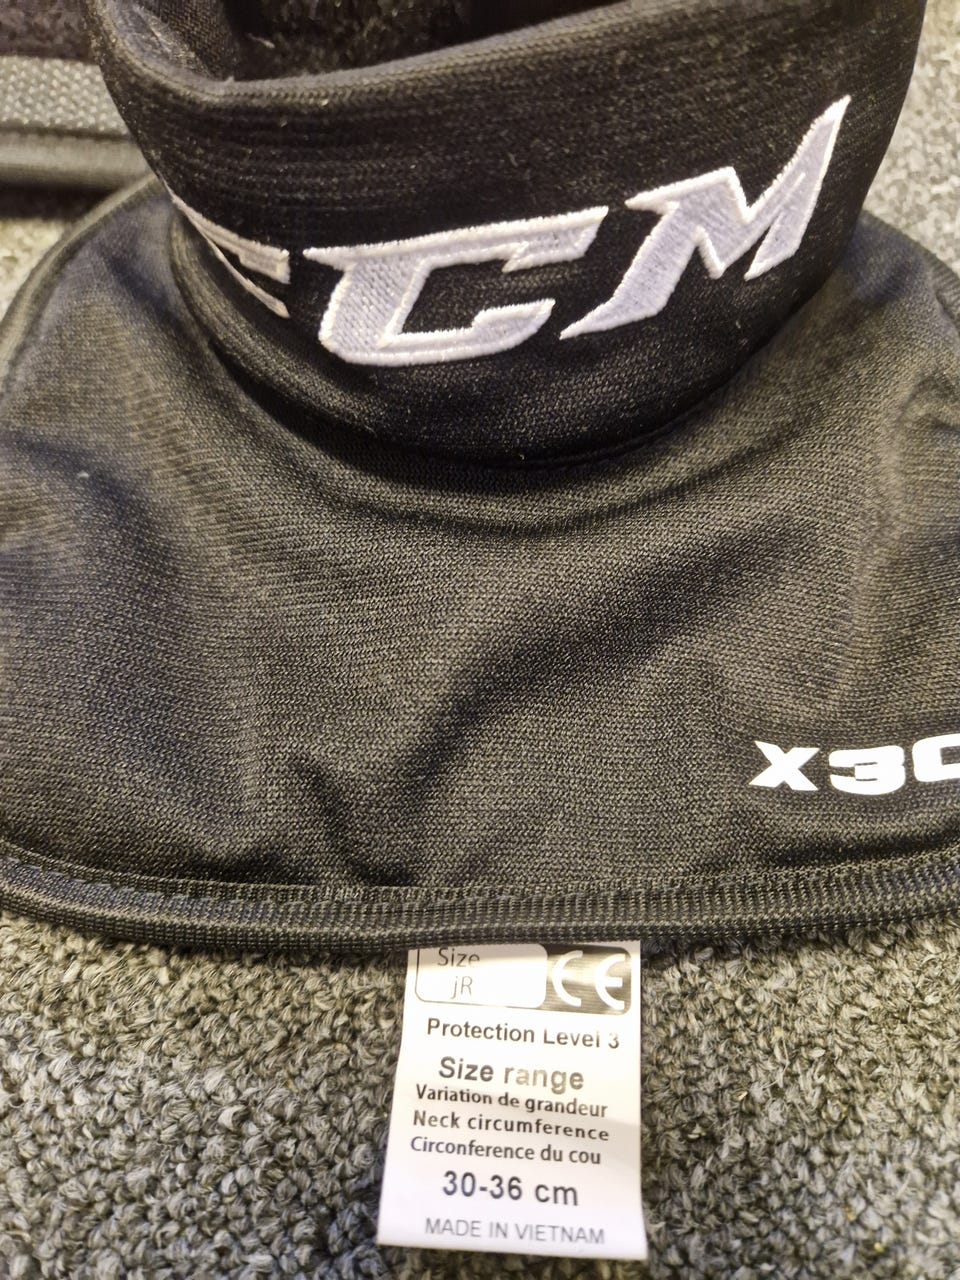 CCM
X30
Size
jR
CE
Protection Level 3
Size range
Variation de grandeur
Neck circumference
Circonference du cou
30-36 cm
MADE IN VIETNAM